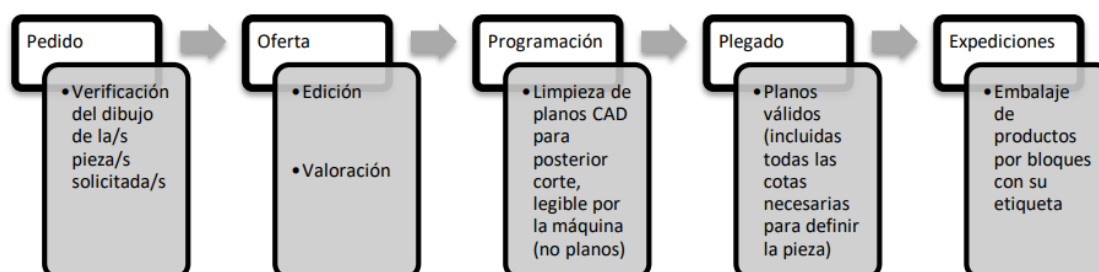 Pedido
•Verificación
del dibujo
de la/s
pieza/s
solicitada/s
Oferta
•Edición
•Valoración
Programación
•Limpieza de
planos CAD
para
posterior
corte,
legible por
la máquina
(no planos)
Plegado
•Planos
válidos
(incluidas
todas las
cotas
necesarias
para definir
la pieza)
Expediciones
•Embalaje
de
productos
por bloques
con su
etiqueta